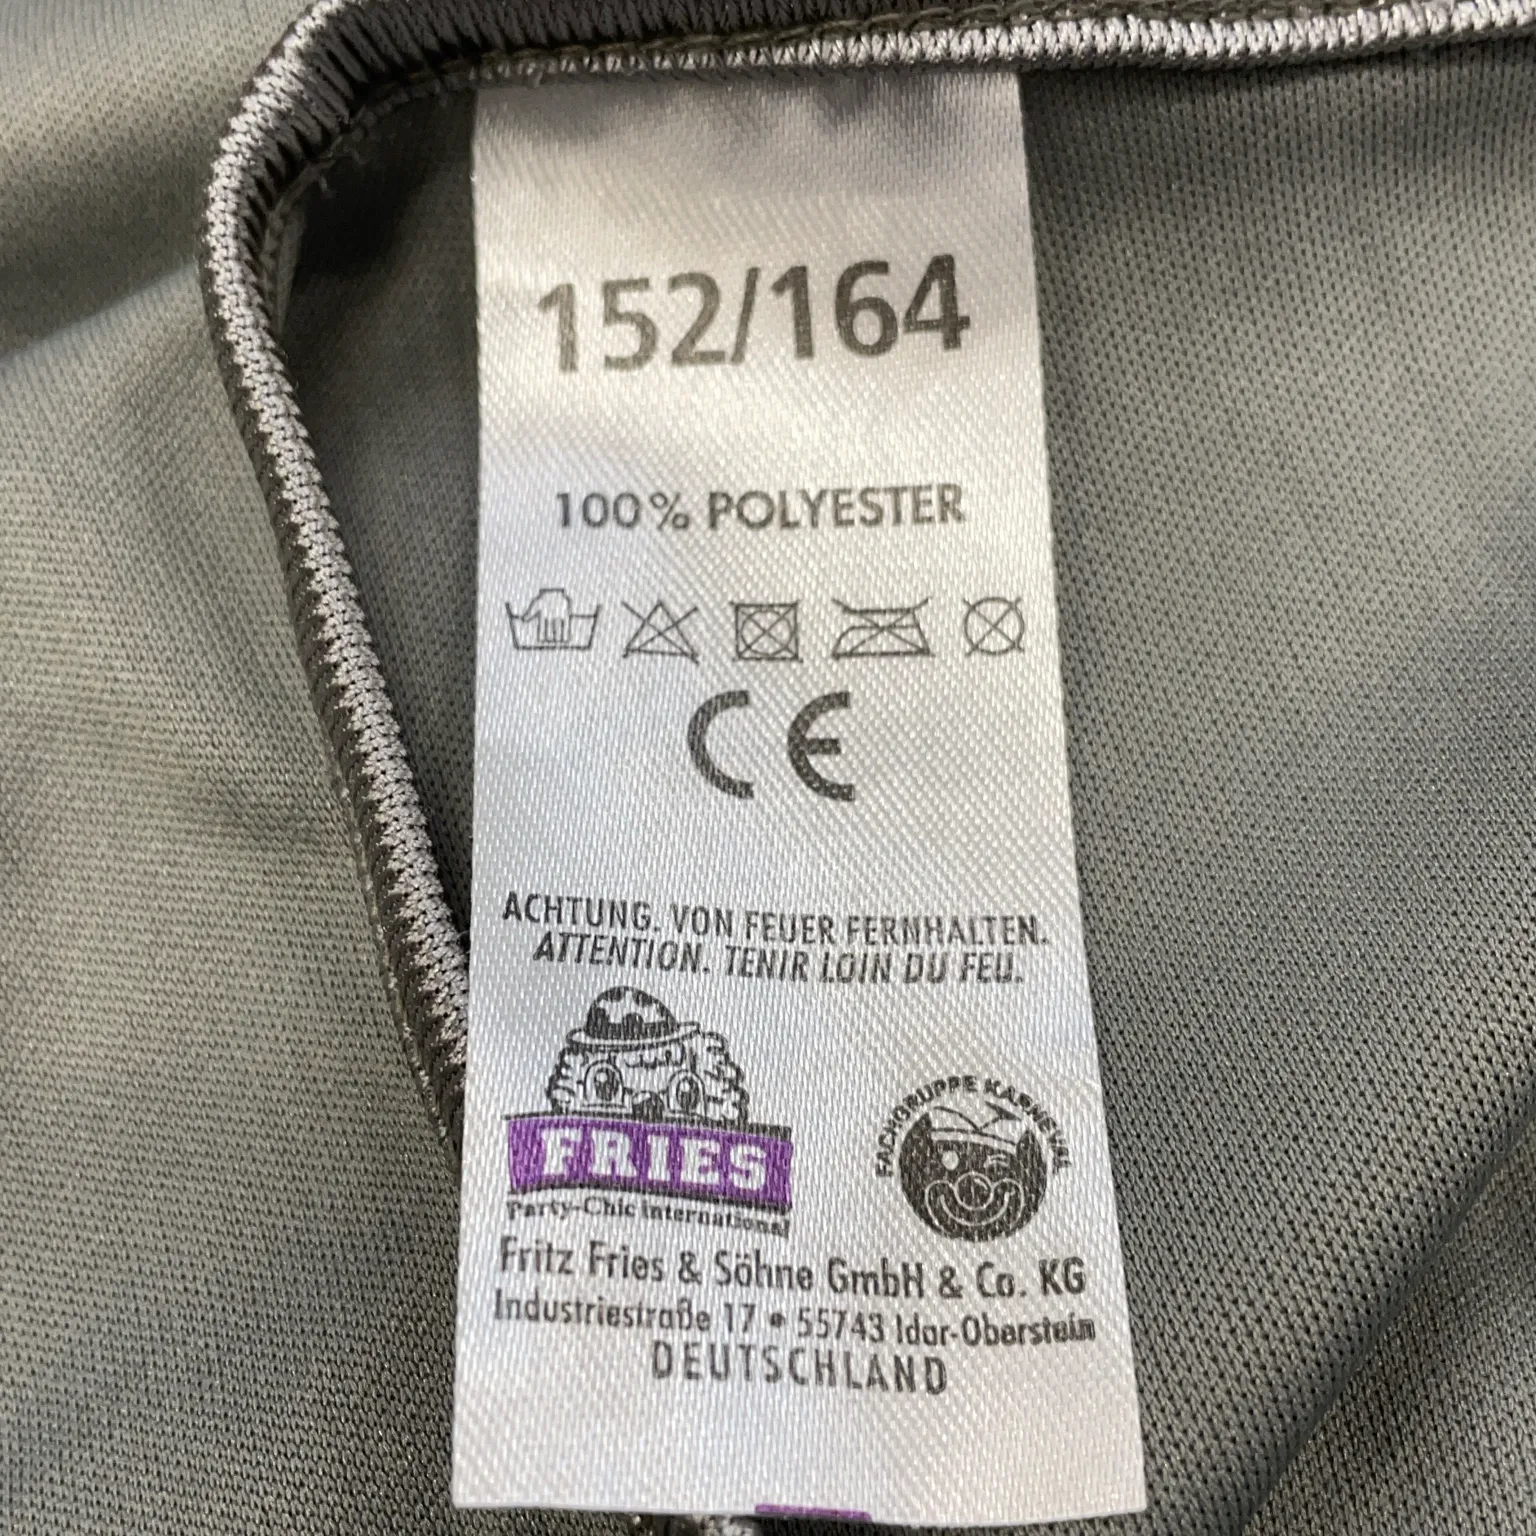 152/164
100% POLYESTER
CE
ACHTUNG. VON FEUER FERNHALTEN.
ATTENTION. TENIR LOIN DU FEU.
FACHGRUPPE KARNEVAL
FRIES
Party-Chic international
Fritz Fries & Söhne GmbH & Co. KG
Industriestraße 17 • 55743 Idar-Oberstein
DEUTSCHLAND